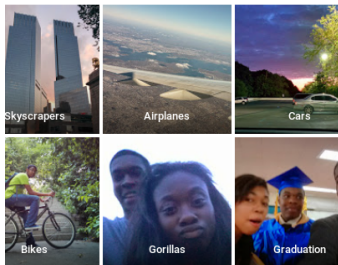 Skyscrapers
Airplanes
Cars
Bikes
Gorillas
Graduation